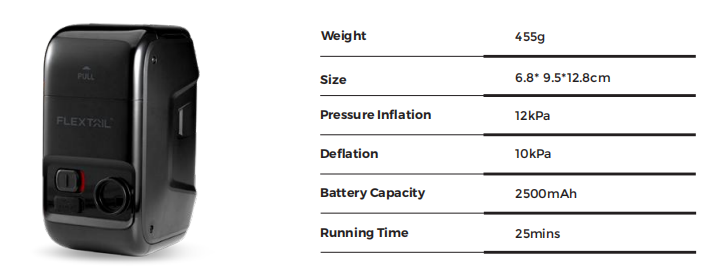 PULL
FLEXTRIL
Weight 455g
Size 6.8* 9.5*12.8cm
Pressure Inflation 12kPa
Deflation 10kPa
Battery Capacity 2500mAh
Running Time 25mins